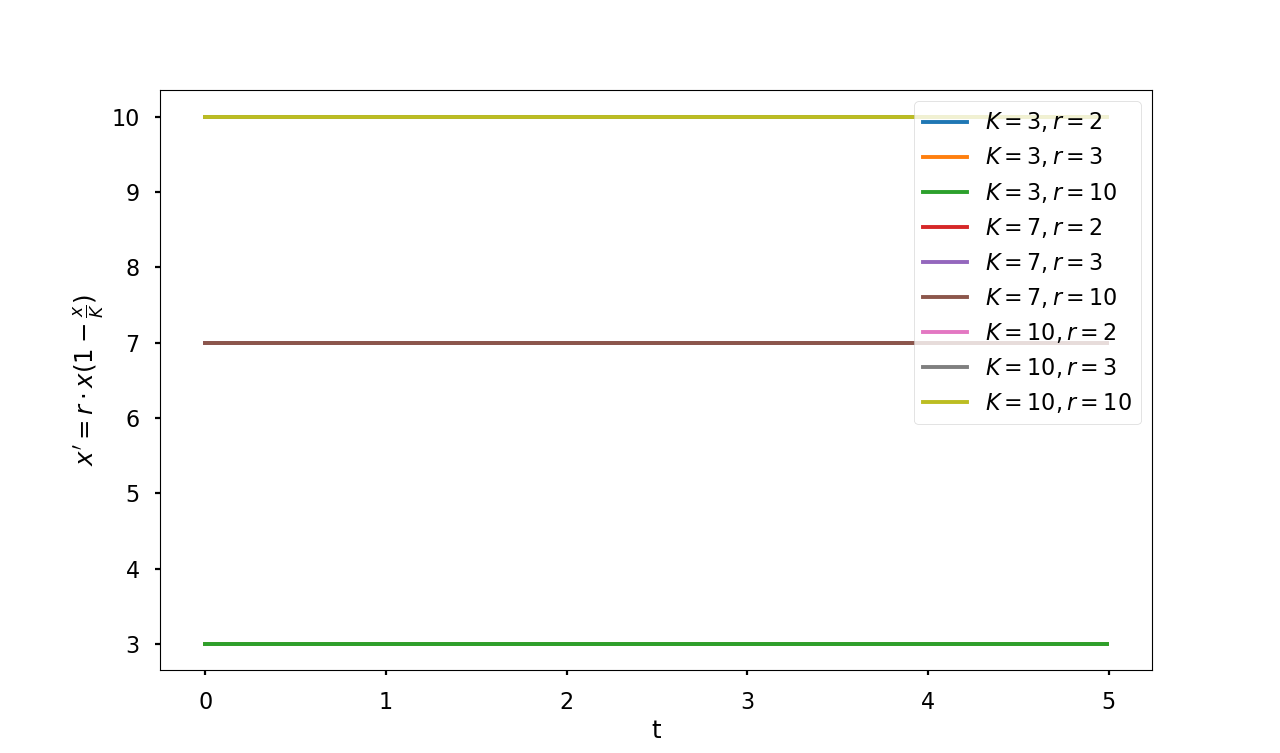 10
9
8
7
6
5
4
3
x′ = r · x(1 − x/K)
K = 3, r = 2
K = 3, r = 3
K = 3, r = 10
K = 7, r = 2
K = 7, r = 3
K = 7, r = 10
K = 10, r = 2
K = 10, r = 3
K = 10, r = 10
0 1 2 3 4 5
t